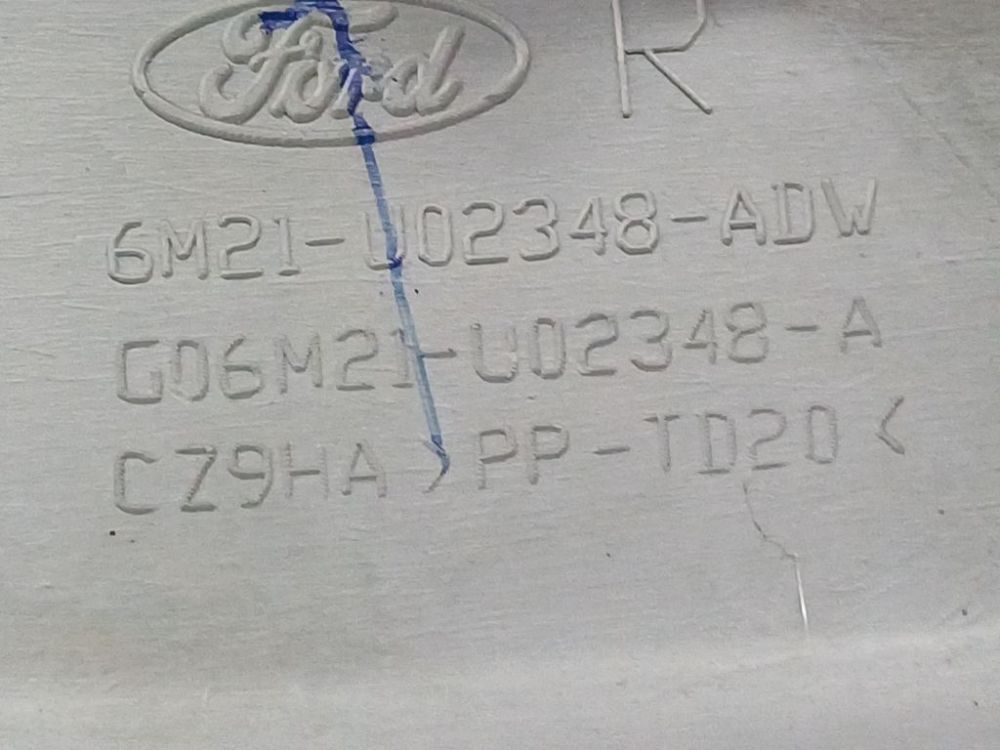 Ford R
6M21-U02348-ADW
G06M21-U02348-A
CZ9HA >PP-TD20<